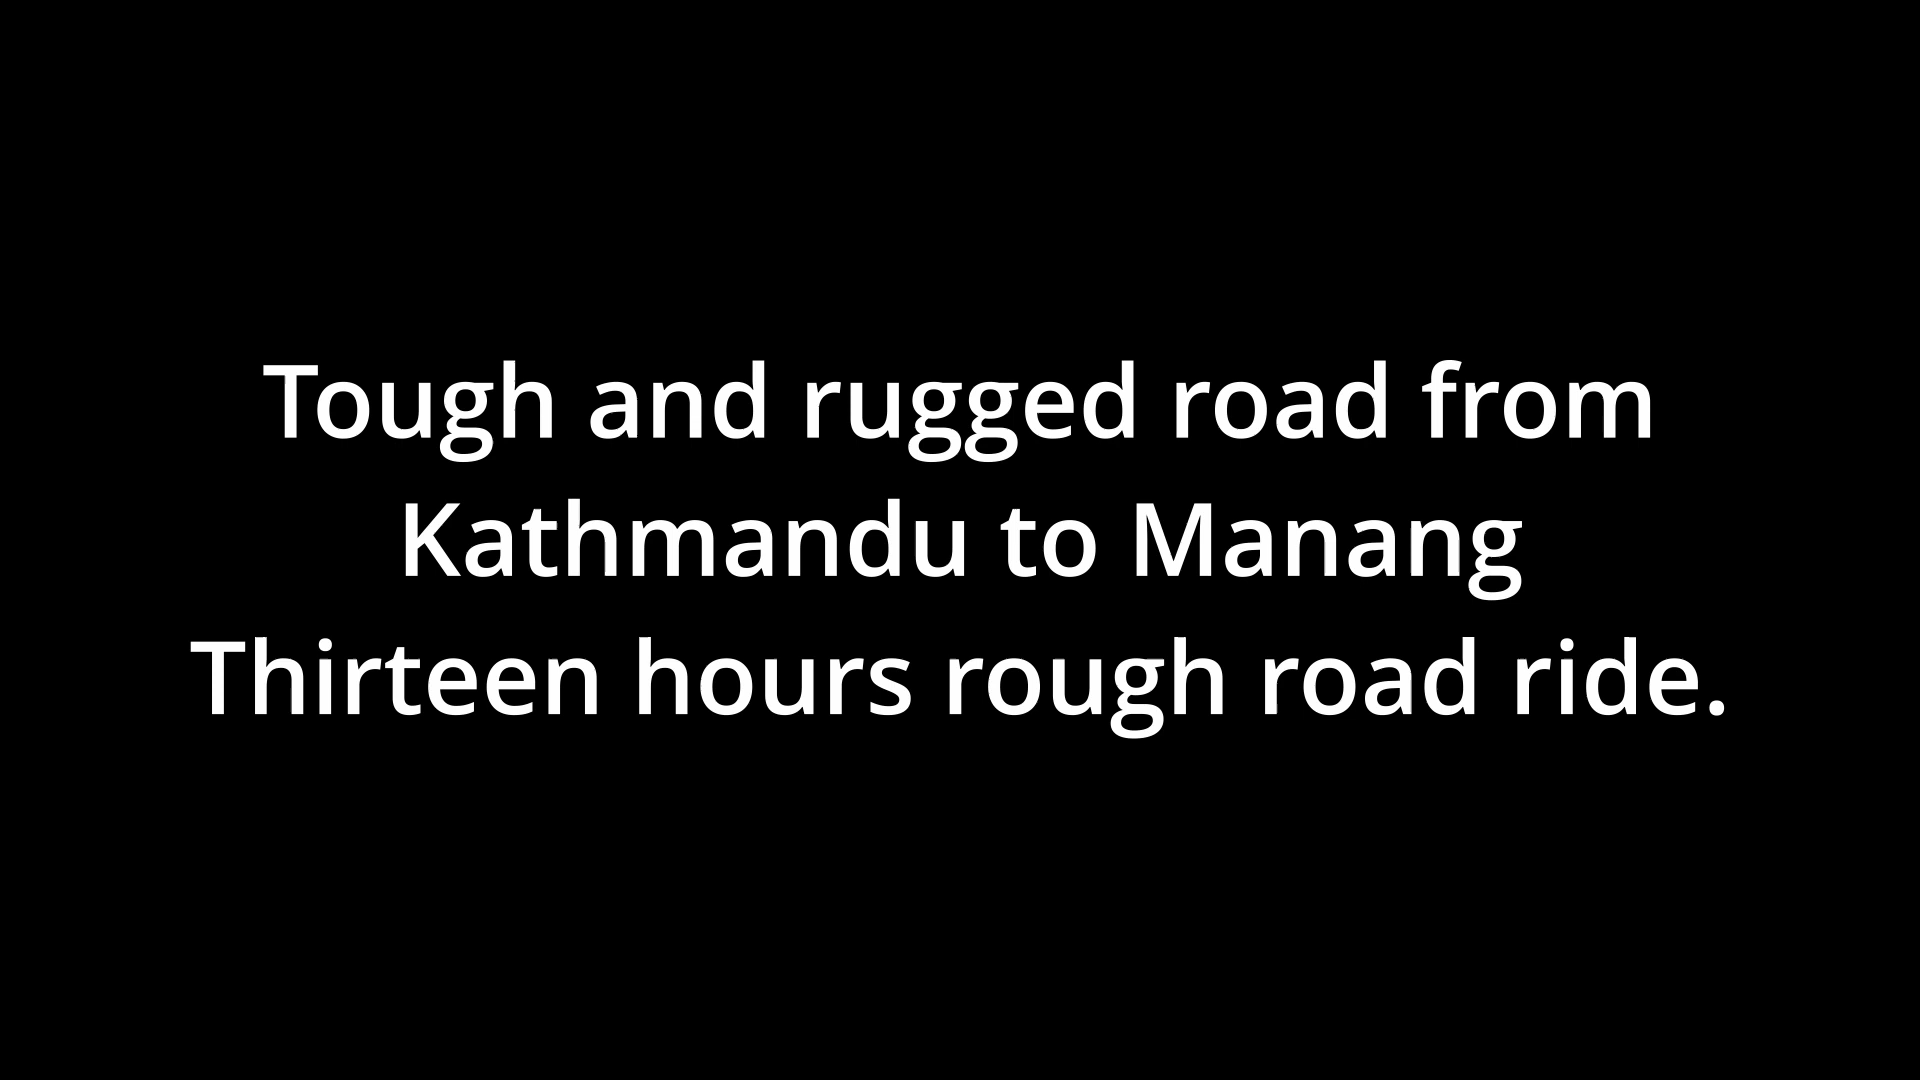 Tough and rugged road from
Kathmandu to Manang
Thirteen hours rough road ride.